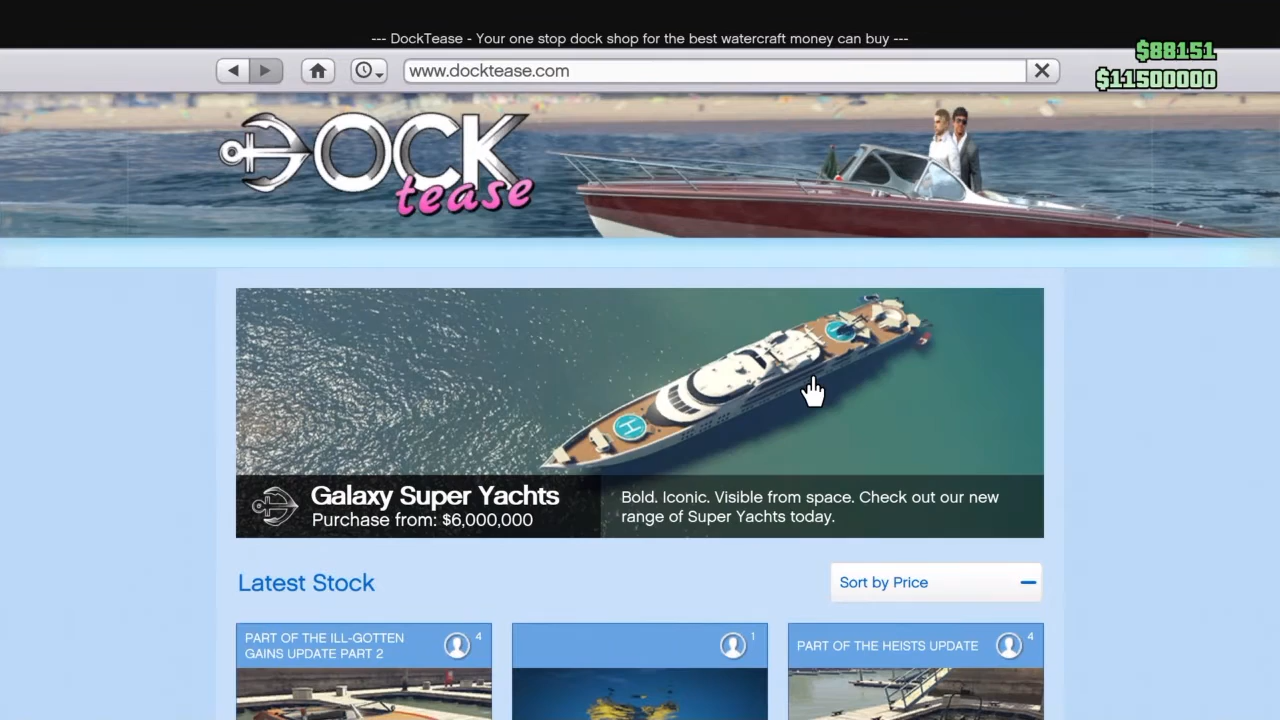 --- DockTease - Your one stop dock shop for the best watercraft money can buy ---
$88151
www.docktease.com
$11500000
DOCK
tease
H
Galaxy Super Yachts
Purchase from: $6,000,000
Bold. Iconic. Visible from space. Check out our new
range of Super Yachts today.
Latest Stock
Sort by Price
PART OF THE ILL-GOTTEN
GAINS UPDATE PART 2
4
1
PART OF THE HEISTS UPDATE
4